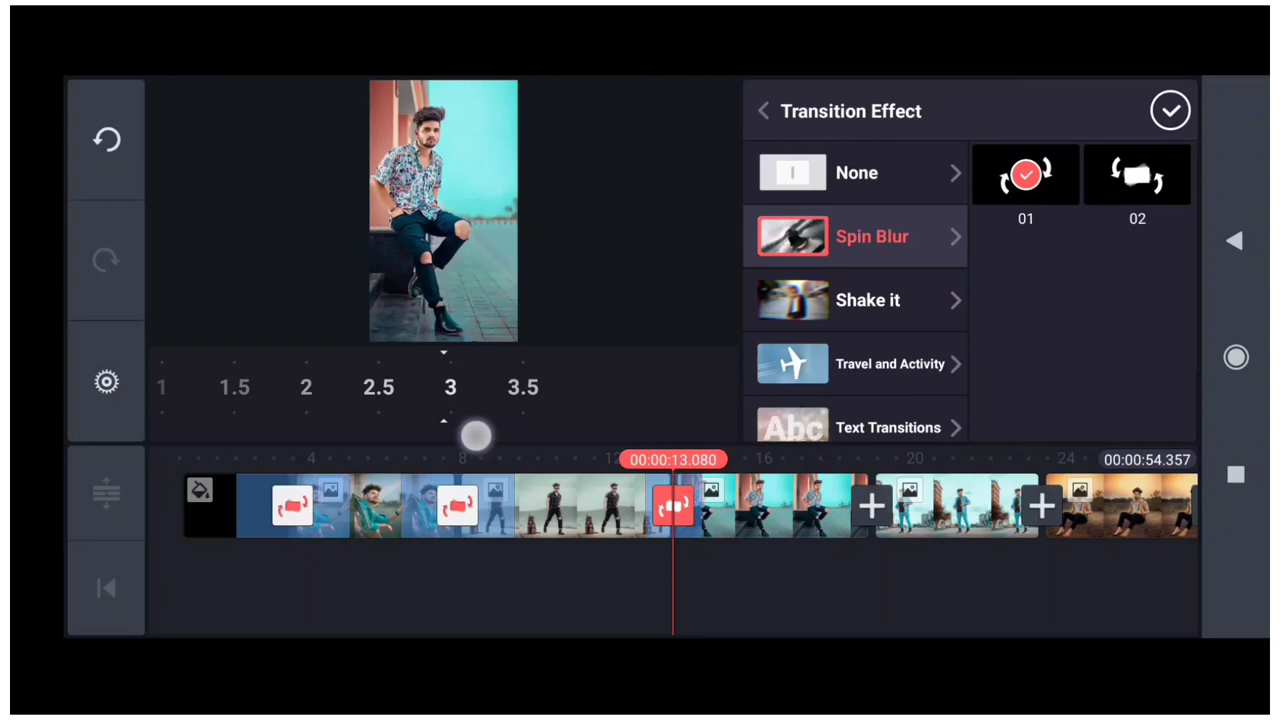 Transition Effect
None
01
02
Spin Blur
Shake it
Travel and Activity
Abc
Text Transitions
1 1.5 2 2.5 3 3.5
4 8 12 00:00:13.080 16 20 24 00:00:54.357